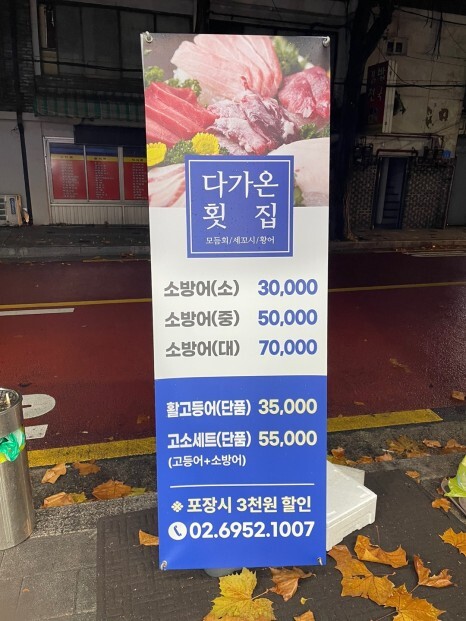 다가온
횟 집
모듬회/세꼬시/황어
소방어(소) 30,000
소방어(중) 50,000
소방어(대) 70,000
활고등어(단품) 35,000
고소세트(단품) 55,000
(고등어+소방어)
※ 포장시 3천원 할인
02.6952.1007